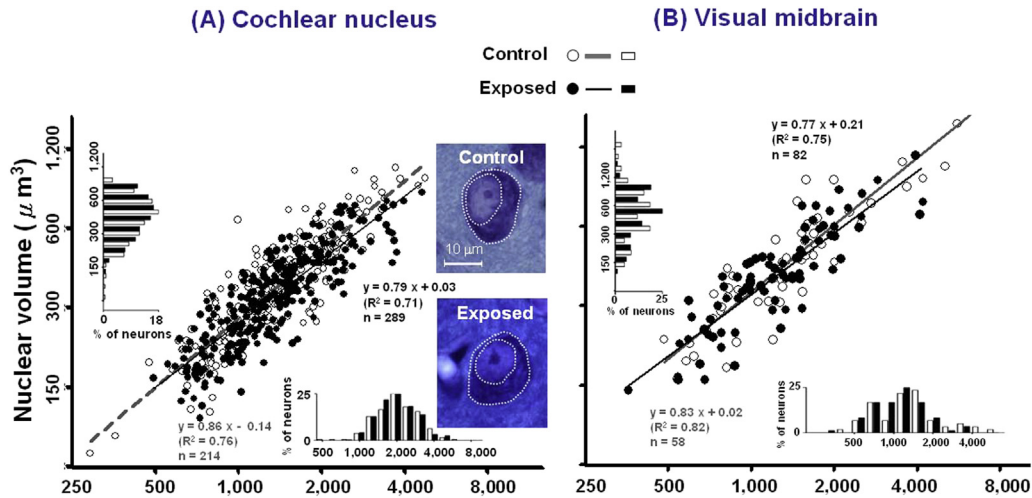 (A) Cochlear nucleus
(B) Visual midbrain
Control
Exposed
Nuclear volume (μm3)
1,200
600
300
150
1,200
600
300
150
0 18
% of neurons
Control
10 μm
Exposed
y = 0.79 x + 0.03
(R2 = 0.71)
n = 289
y = 0.86 x - 0.14
(R2 = 0.76)
n = 214
% of neurons
25
500 1,000 2,000 4,000 8,000
250 500 1,000 2,000 4,000
y = 0.77 x + 0.21
(R2 = 0.75)
n = 82
1,200
600
300
150
0 25
% of neurons
y = 0.83 x + 0.02
(R2 = 0.82)
n = 58
% of neurons
25
0
500 1,000 2,000 4,000
250 500 1,000 2,000 4,000 8,000